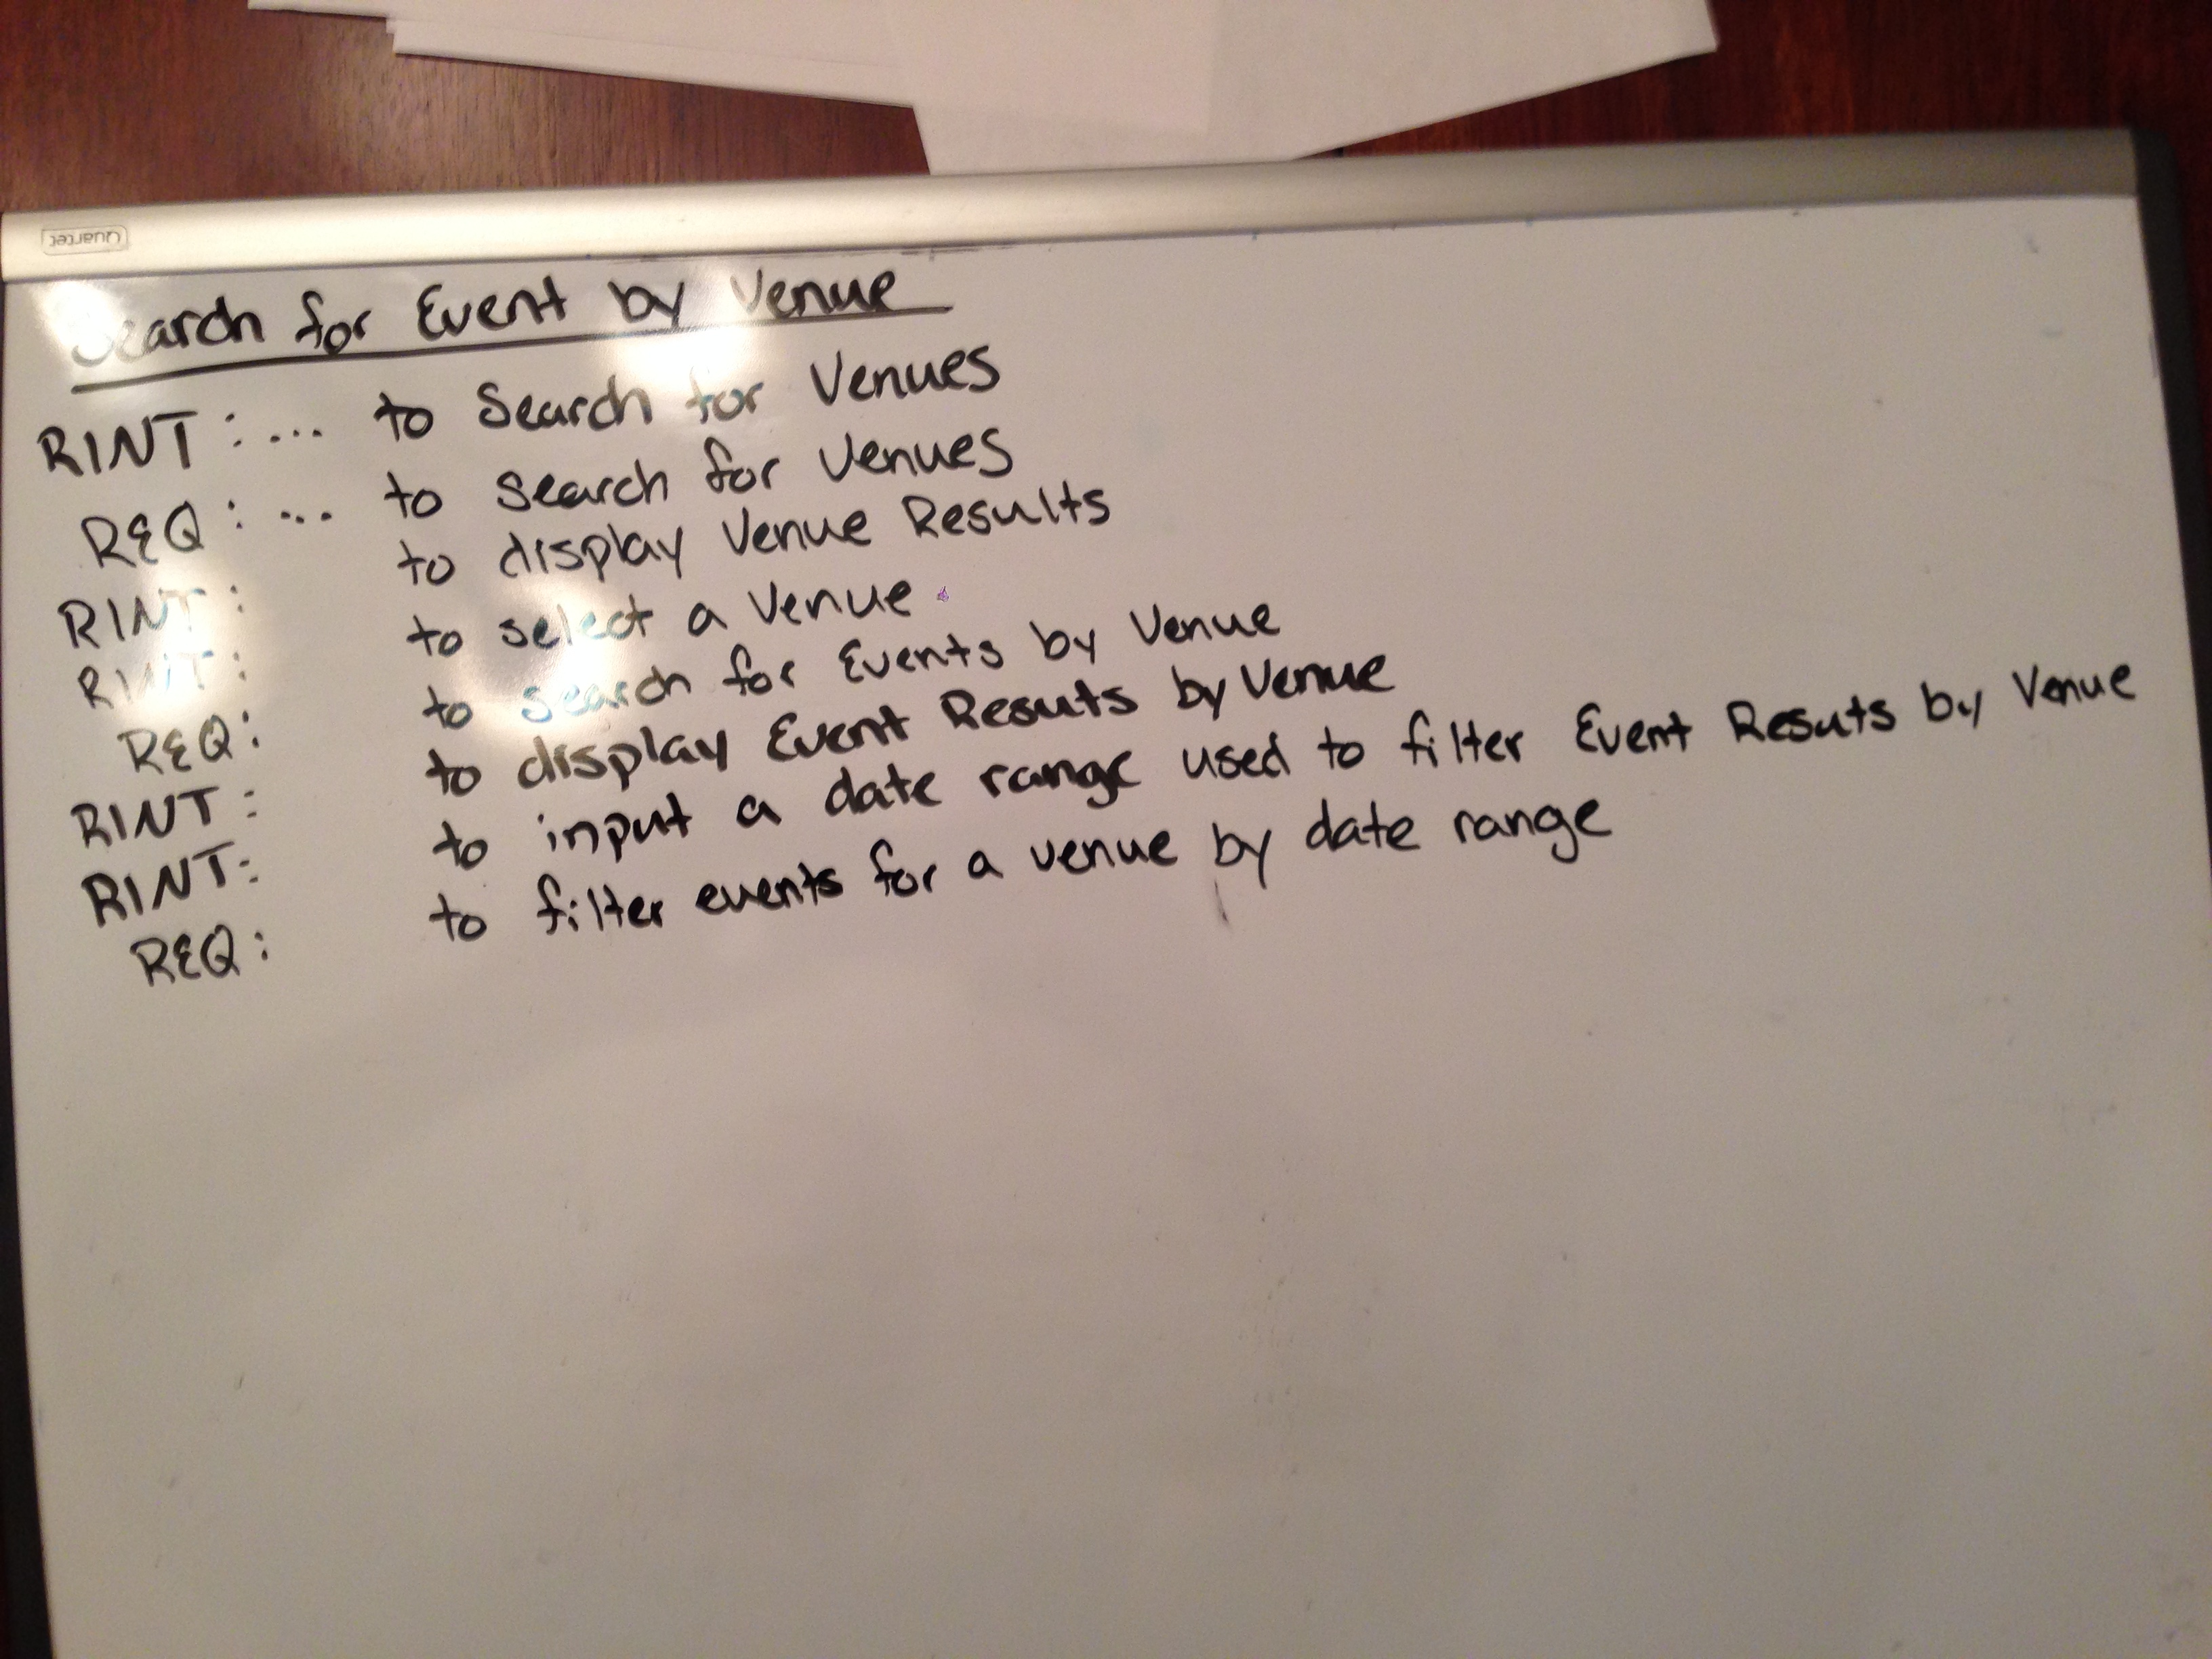 Quartet
Search for Event by Venue
RINT: ... to Search for Venues
REQ: ... to search for Venues
RINT: to display Venue Results
RINT: to select a Venue.
REQ: to search for Events by Venue
RINT: to display Event Resuts by Venue
RINT: to input a date range used to filter Event Resuts by Venue
REQ: to filter events for a venue by date range